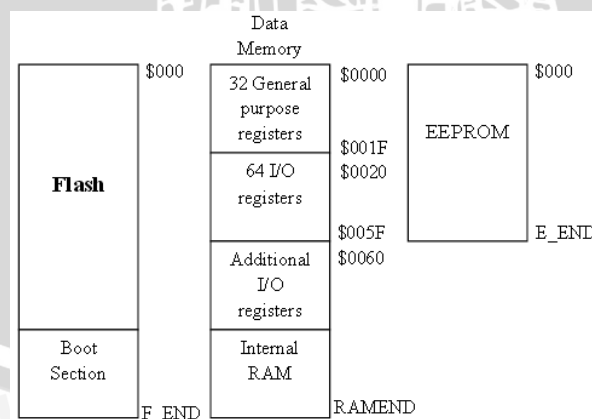 Data
Memory
$000
$0000
$000
32 General
purpose
registers
EEPROM
$001F
Flash
64 I/O
registers
$0020
$005F
E_END
Additional
I/O
registers
$0060
Boot
Section
Internal
RAM
F_END
RAMEND